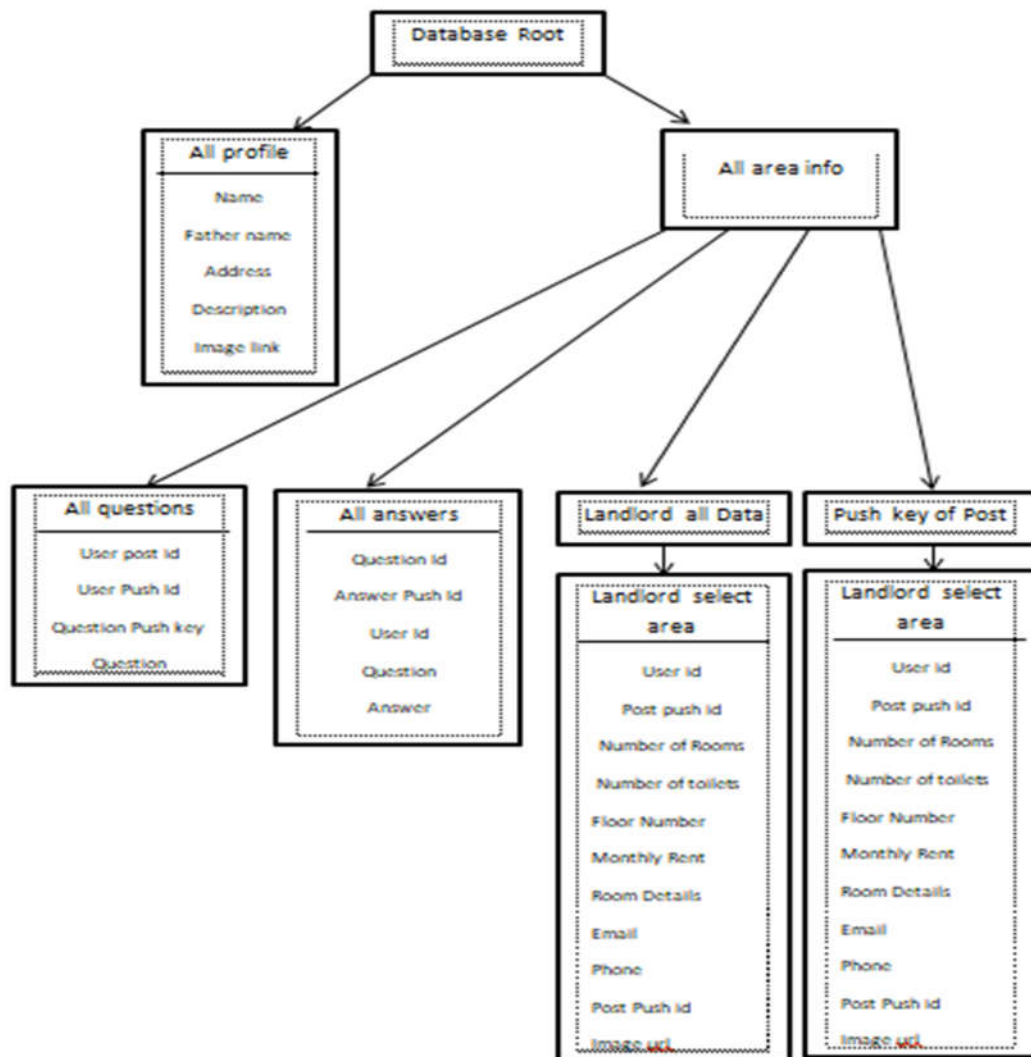 Database Root
All profile
Name
Father name
Address
Description
Image link
All area info
All questions
User post id
User Push id
Question Push key
Question
All answers
Question id
Answer Push id
User id
Question
Answer
Landlord all Data
Landlord select
area
User id
Post push id
Number of Rooms
Number of toilets
Floor Number
Monthly Rent
Room Details
Email
Phone
Post Push id
Image url
Push key of Post
Landlord select
area
User id
Post push id
Number of Rooms
Number of toilets
Floor Number
Monthly Rent
Room Details
Email
Phone
Post Push id
Image url